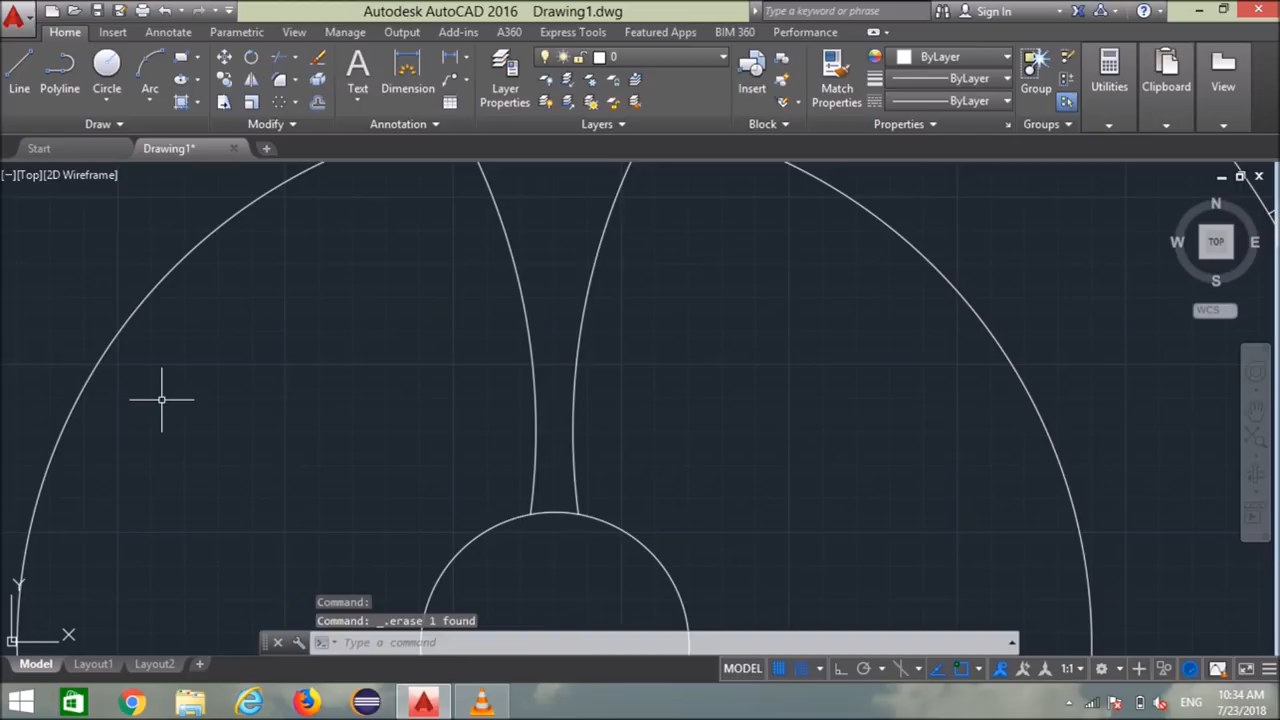 Autodesk AutoCAD 2016 Drawing1.dwg
Type a keyword or phrase
Sign In
Home Insert Annotate Parametric View Manage Output Add-ins A360 Express Tools Featured Apps BIM 360 Performance
Line Polyline Circle Arc
Text Dimension
Layer
Properties
0
Insert
Match
Properties
ByLayer
ByLayer
ByLayer
Group
Utilities
Clipboard
View
Draw Modify Annotation Layers Block Properties Groups
Start Drawing1*
[−][Top][2D Wireframe]
N
W TOP E
S
WCS
Y
X
Command:
Command: _.erase 1 found
Type a command
Model Layout1 Layout2
MODEL
1:1
ENG
10:34 AM
7/23/2018